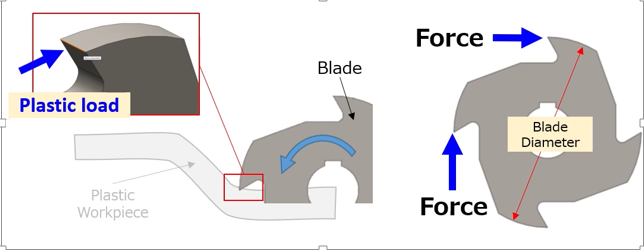 Plastic load
Blade
Plastic
Workpiece
Force
Blade
Diameter
Force